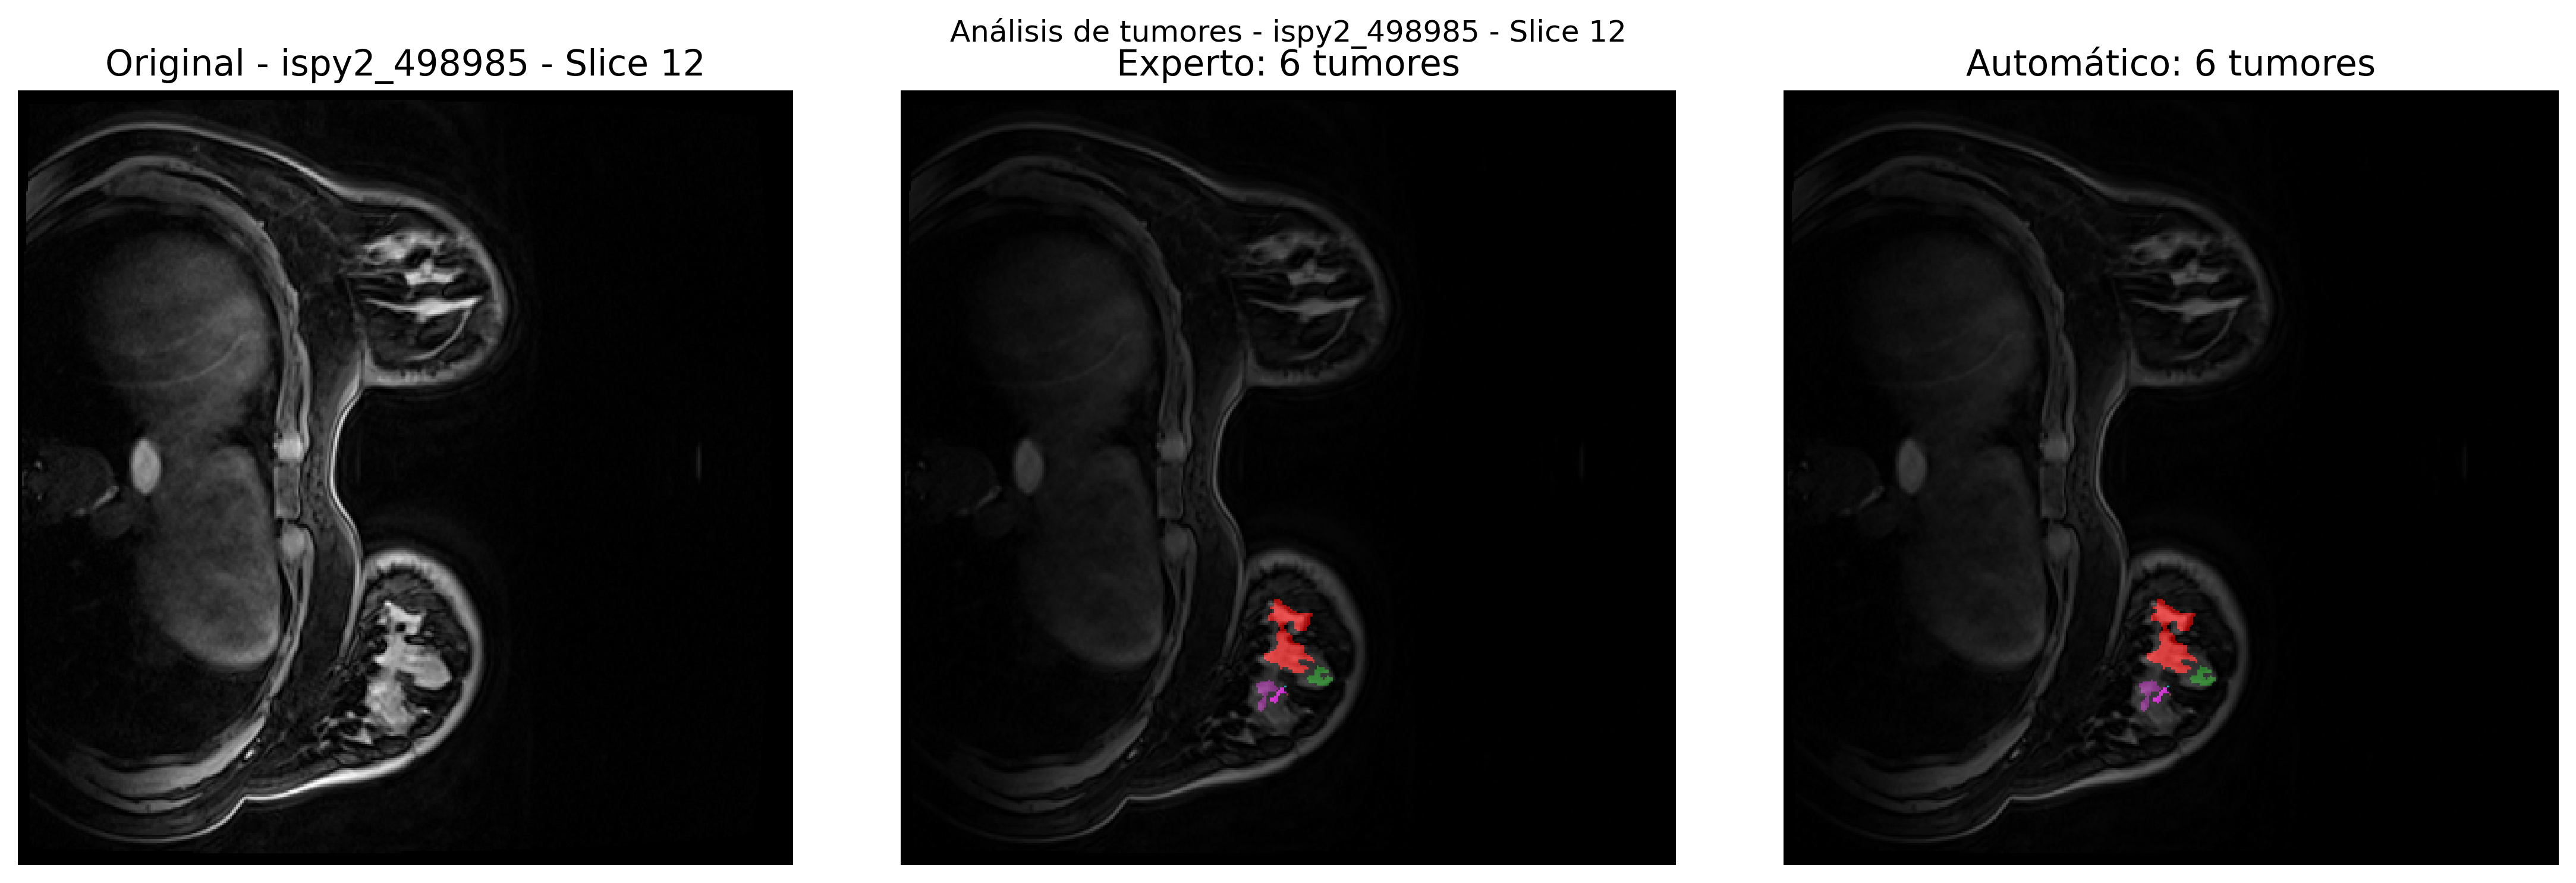 Análisis de tumores - ispy2_498985 - Slice 12
Original - ispy2_498985 - Slice 12
Experto: 6 tumores
Automático: 6 tumores